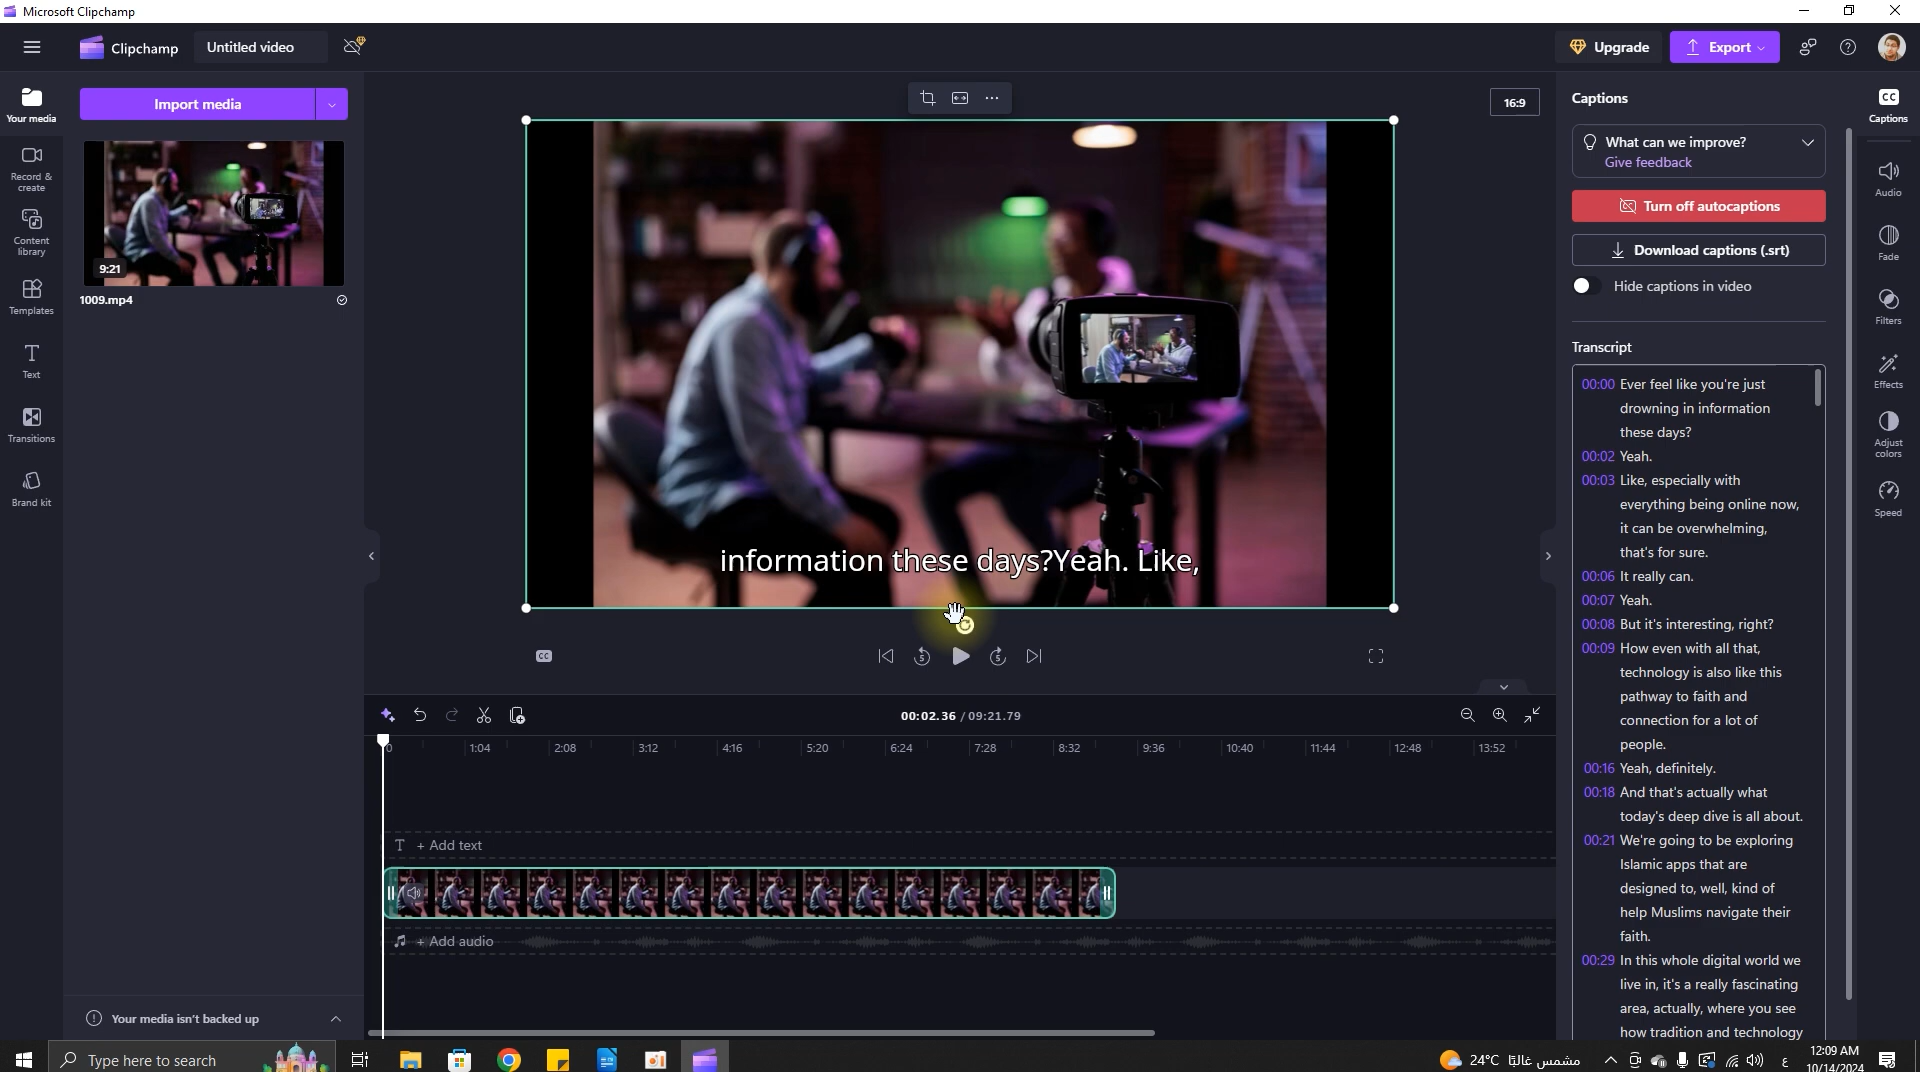 Microsoft Clipchamp
Clipchamp
Untitled video
Upgrade
Export
Your media
Record & create
Content library
Templates
Text
Transitions
Brand kit
Import media
9:21
1009.mp4
Your media isn't backed up
16:9
information these days?Yeah. Like,
5
5
CC
00:02.36 / 09:21.79
0
1:04
2:08
3:12
4:16
5:20
6:24
7:28
8:32
9:36
10:40
11:44
12:48
13:52
T + Add text
+ Add audio
Captions
What can we improve?
Give feedback
Turn off autocaptions
Download captions (.srt)
Hide captions in video
Transcript
00:00 Ever feel like you're just
drowning in information
these days?
00:02 Yeah.
00:03 Like, especially with
everything being online now,
it can be overwhelming,
that's for sure.
00:06 It really can.
00:07 Yeah.
00:08 But it's interesting, right?
00:09 How even with all that,
technology is also like this
pathway to faith and
connection for a lot of
people.
00:16 Yeah, definitely.
00:18 And that's actually what
today's deep dive is all about.
00:21 We're going to be exploring
Islamic apps that are
designed to, well, kind of
help Muslims navigate their
faith.
00:29 In this whole digital world we
live in, it's a really fascinating
area, actually, where you see
how tradition and technology
CC
Captions
Audio
Fade
Filters
Effects
Adjust colors
Speed
Type here to search
24°C مشمس غالبًا
ع
12:09 AM
10/14/2024